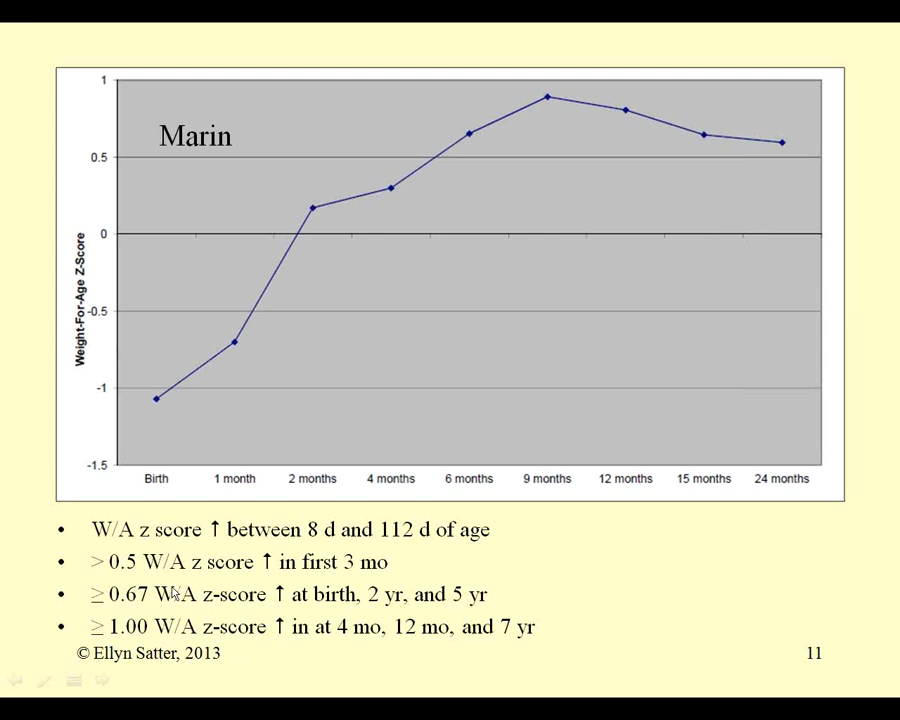 Marin
1
0.5
0
-0.5
-1
-1.5
Weight-For-Age Z-Score
Birth 1 month 2 months 4 months 6 months 9 months 12 months 15 months 24 months
• W/A z score ↑ between 8 d and 112 d of age
• > 0.5 W/A z score ↑ in first 3 mo
• ≥ 0.67 W/A z-score ↑ at birth, 2 yr, and 5 yr
• ≥ 1.00 W/A z-score ↑ in at 4 mo, 12 mo, and 7 yr
© Ellyn Satter, 2013 11